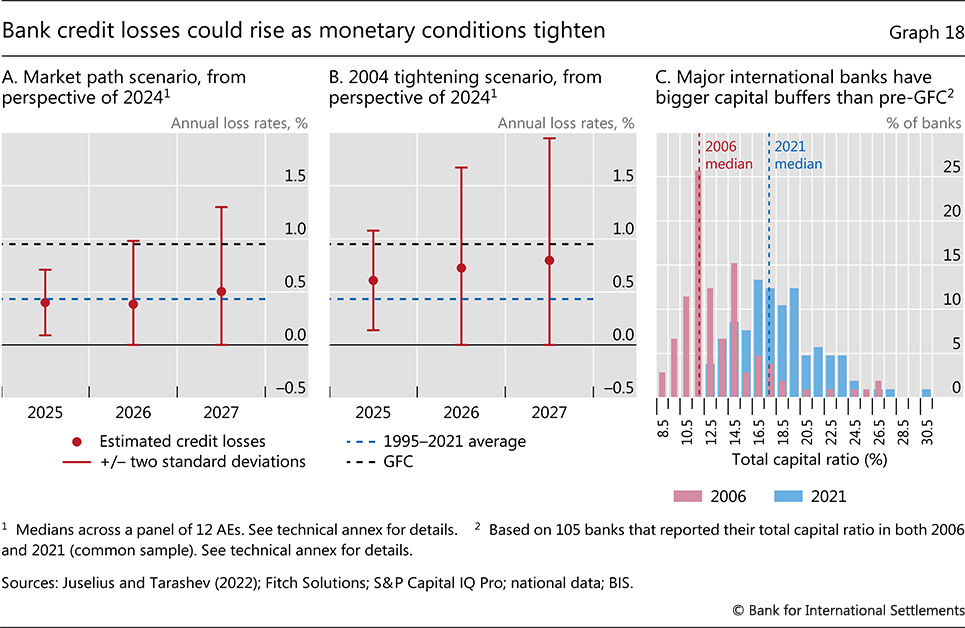 Bank credit losses could rise as monetary conditions tighten
Graph 18
A. Market path scenario, from
perspective of 2024¹
Annual loss rates, %
1.5
1.0
0.5
0.0
–0.5
2025 2026 2027
B. 2004 tightening scenario, from
perspective of 2024¹
Annual loss rates, %
1.5
1.0
0.5
0.0
–0.5
2025 2026 2027
C. Major international banks have
bigger capital buffers than pre-GFC²
% of banks
2006
median
2021
median
25
20
15
10
5
0
8.5 10.5 12.5 14.5 16.5 18.5 20.5 22.5 24.5 26.5 28.5 30.5
Total capital ratio (%)
2006 2021
Estimated credit losses
+/– two standard deviations
1995–2021 average
GFC
¹ Medians across a panel of 12 AEs. See technical annex for details. ² Based on 105 banks that reported their total capital ratio in both 2006
and 2021 (common sample). See technical annex for details.
Sources: Juselius and Tarashev (2022); Fitch Solutions; S&P Capital IQ Pro; national data; BIS.
© Bank for International Settlements